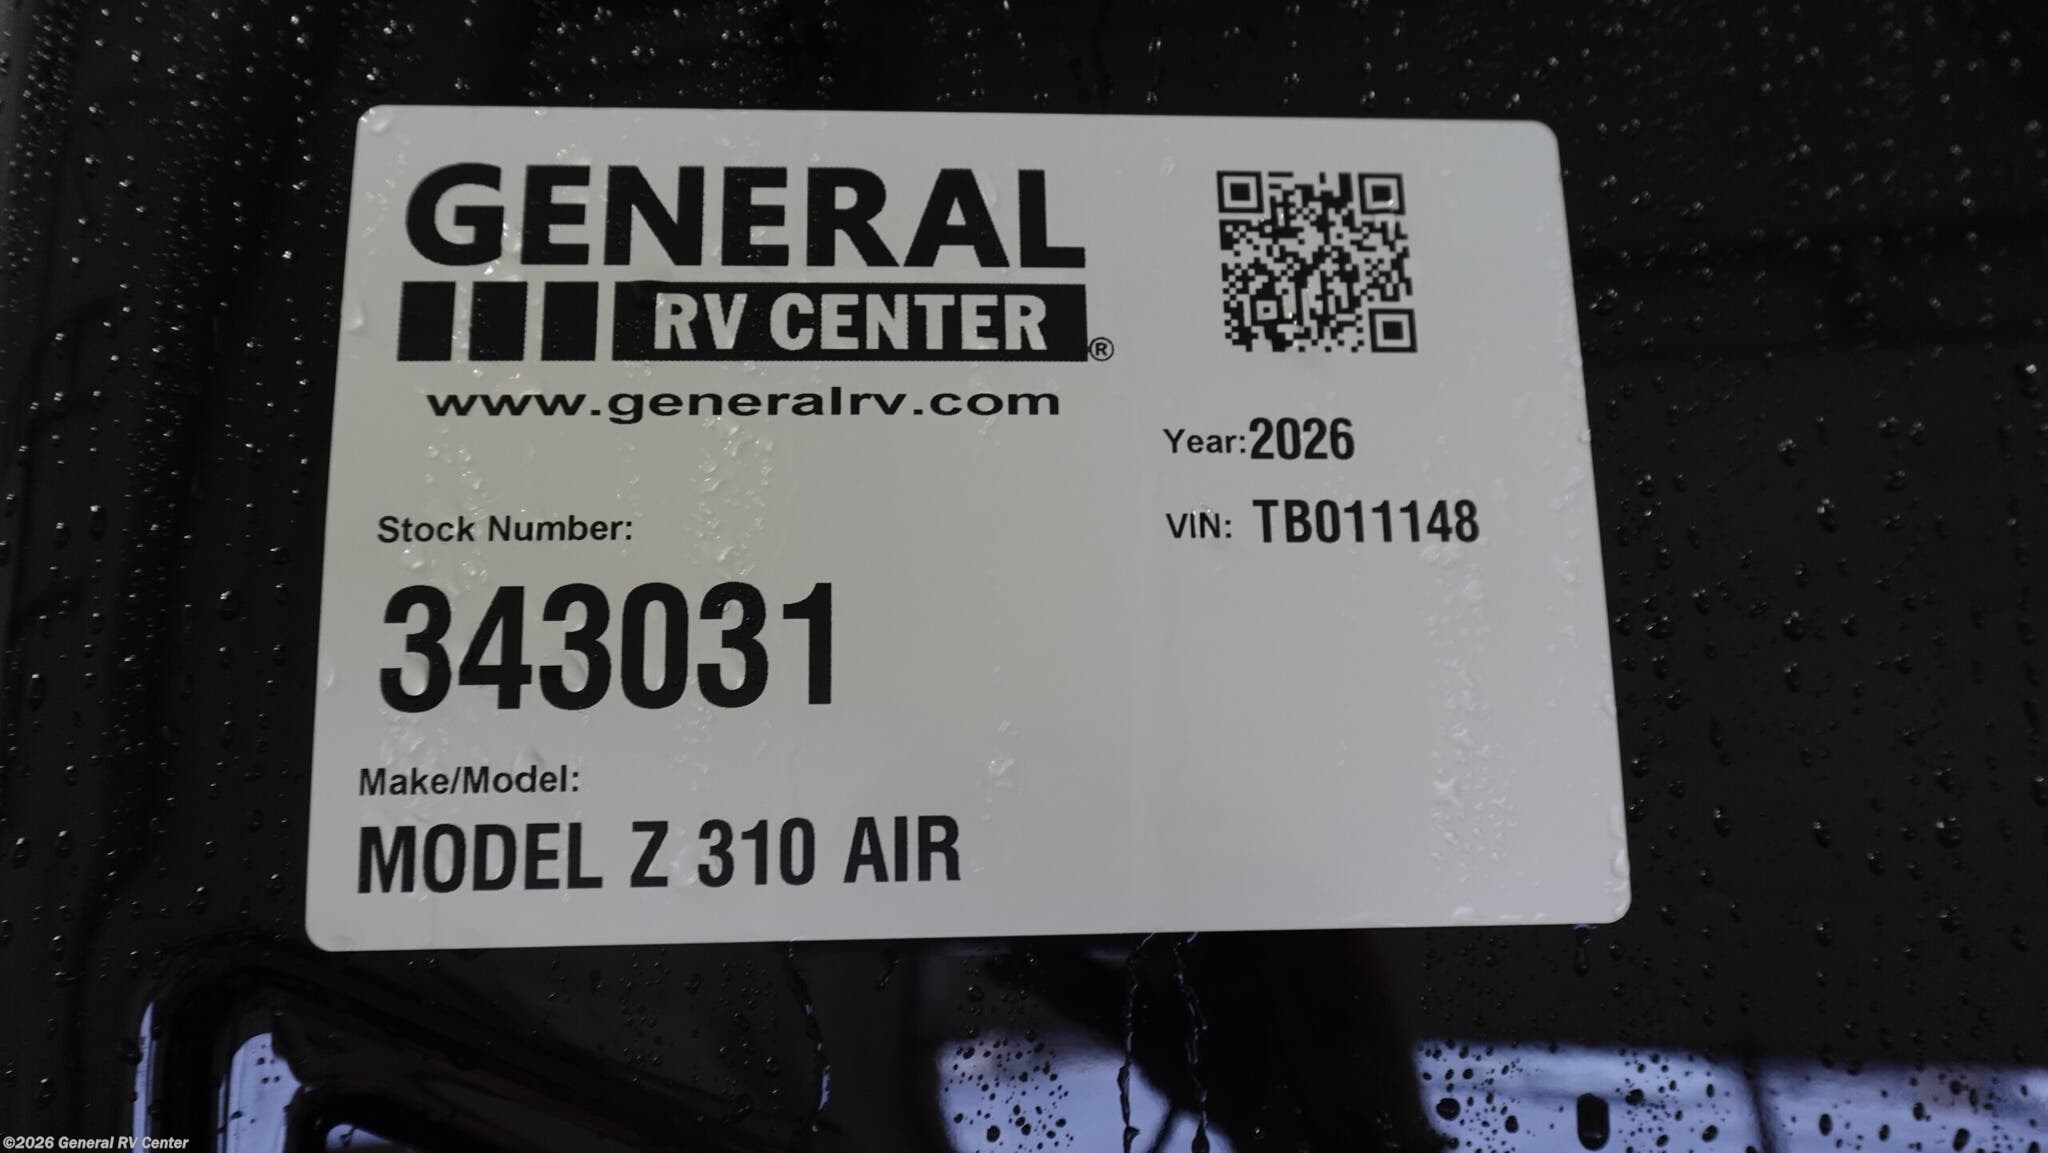 GENERAL
RV CENTER®
www.generalrv.com
Year: 2026
VIN: TB011148
Stock Number:
343031
Make/Model:
MODEL Z 310 AIR
©2026 General RV Center